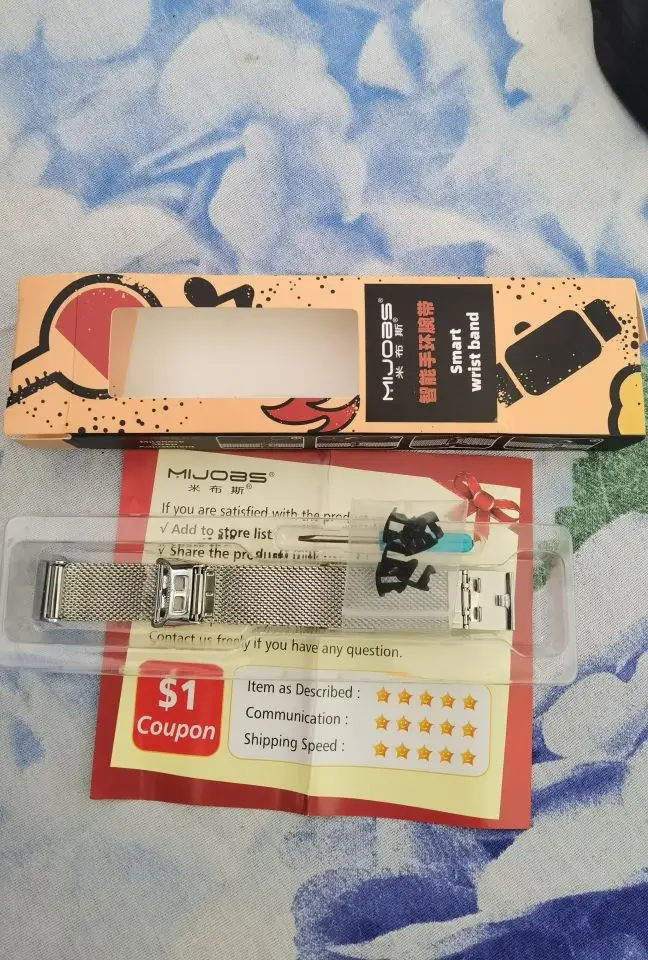 MIJOBS®
米布斯®
智能手环腕带
Smart
wrist band
MIJOBS®
米布斯®
If you are satisfied with the product
√ Add to store list
√ Share the
Contact us freely if you have any question.
$1
Coupon
Item as Described :
Communication :
Shipping Speed :